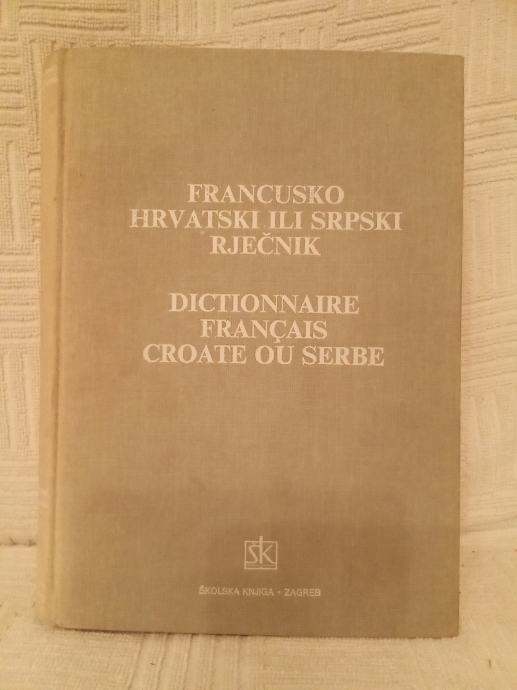 FRANCUSKO
HRVATSKI ILI SRPSKI
RJEČNIK
DICTIONNAIRE
FRANÇAIS
CROATE OU SERBE
ŠK
ŠKOLSKA KNJIGA • ZAGREB